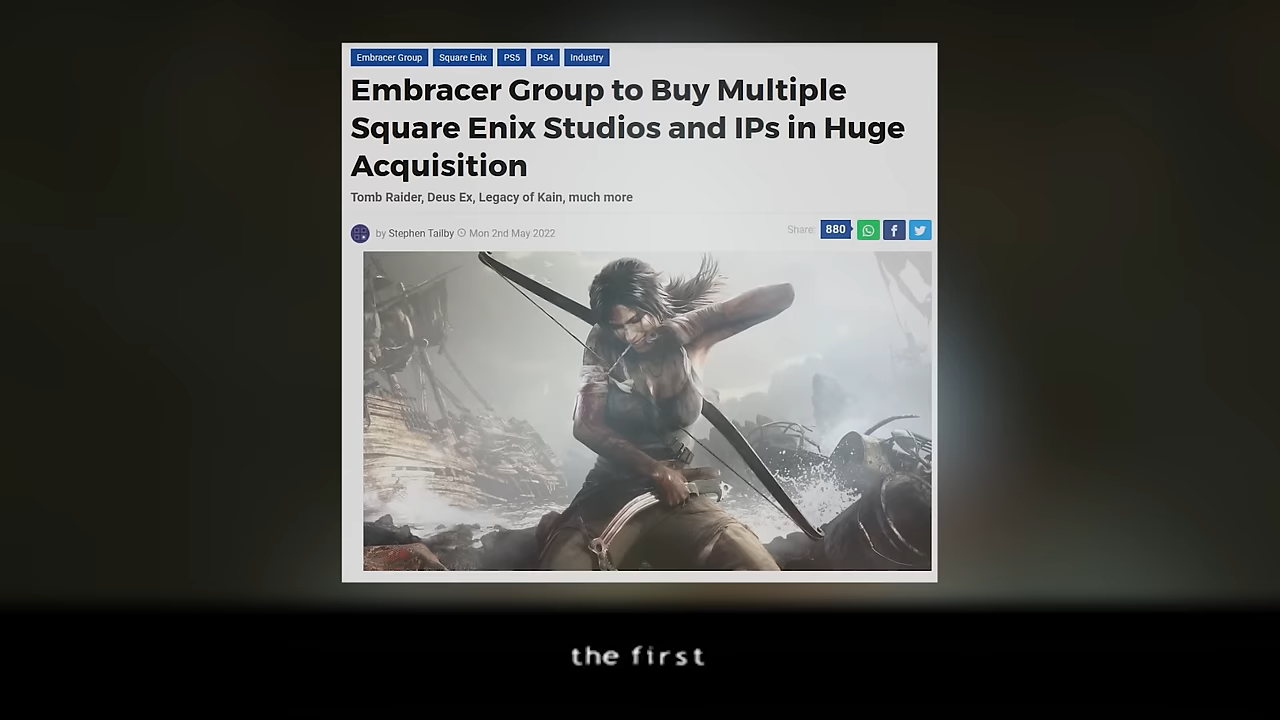 Embracer Group Square Enix PS5 PS4 Industry
Embracer Group to Buy Multiple
Square Enix Studios and IPs in Huge
Acquisition
Tomb Raider, Deus Ex, Legacy of Kain, much more
by Stephen Tailby Mon 2nd May 2022
Share: 880
the first